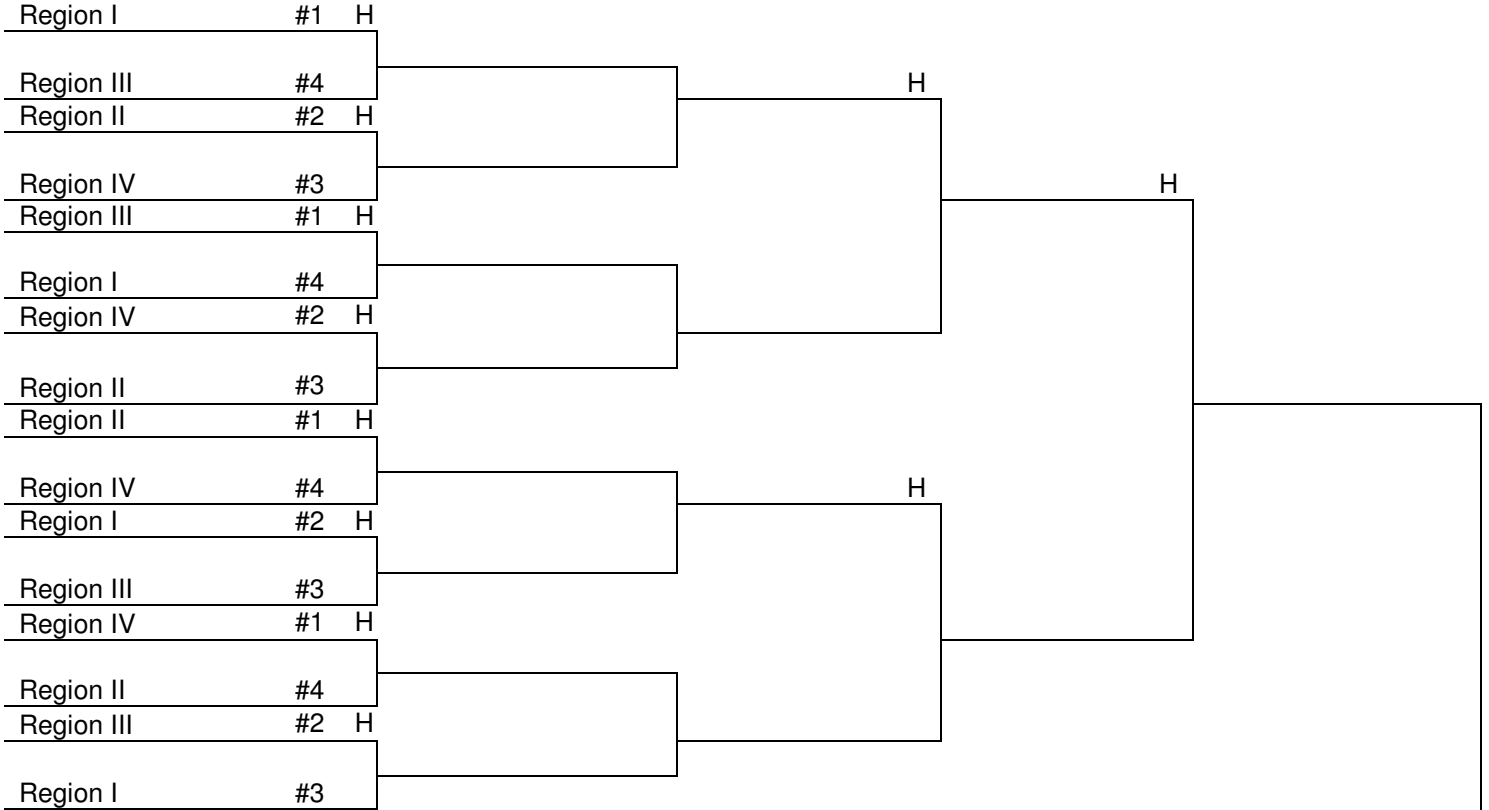 Region I #1 H
Region III #4 H
Region II #2 H
Region IV #3 H
Region III #1 H
Region I #4
Region IV #2 H
Region II #3
Region II #1 H
Region IV #4 H
Region I #2 H
Region III #3
Region IV #1 H
Region II #4
Region III #2 H
Region I #3